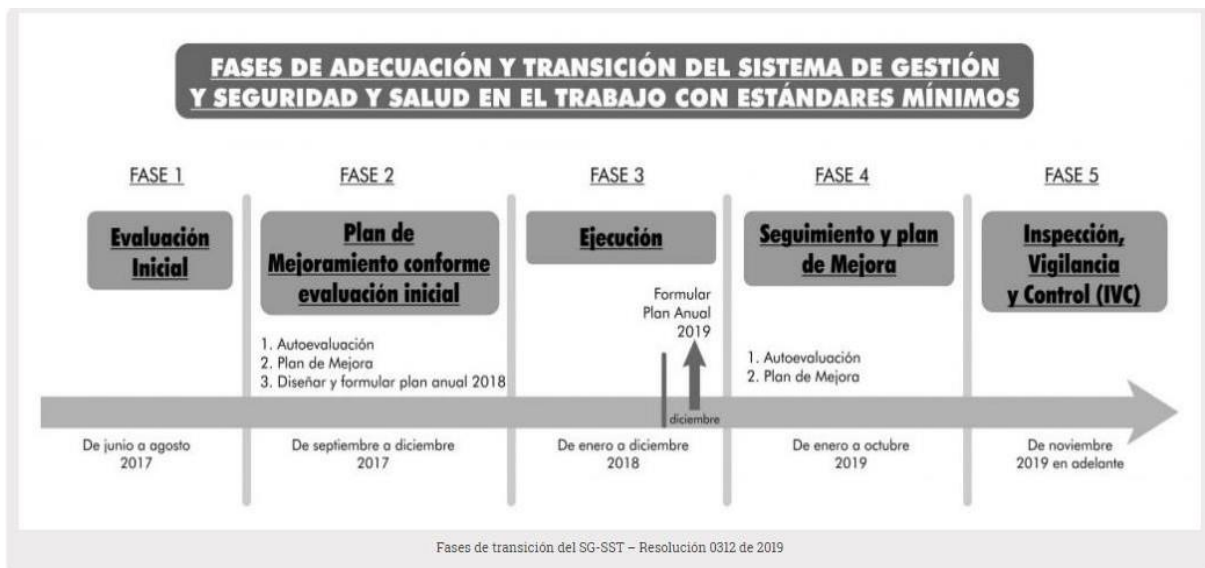 FASES DE ADECUACIÓN Y TRANSICIÓN DEL SISTEMA DE GESTIÓN
Y SEGURIDAD Y SALUD EN EL TRABAJO CON ESTÁNDARES MÍNIMOS
FASE 1
Evaluación
Inicial
De junio a agosto
2017
FASE 2
Plan de
Mejoramiento conforme
evaluación inicial
1. Autoevaluación
2. Plan de Mejora
3. Diseñar y formular plan anual 2018
De septiembre a diciembre
2017
FASE 3
Ejecución
Formular
Plan Anual
2019
diciembre
De enero a diciembre
2018
FASE 4
Seguimiento y plan
de Mejora
1. Autoevaluación
2. Plan de Mejora
De enero a octubre
2019
FASE 5
Inspección,
Vigilancia
y Control (IVC)
De noviembre
2019 en adelante
Fases de transición del SG-SST – Resolución 0312 de 2019